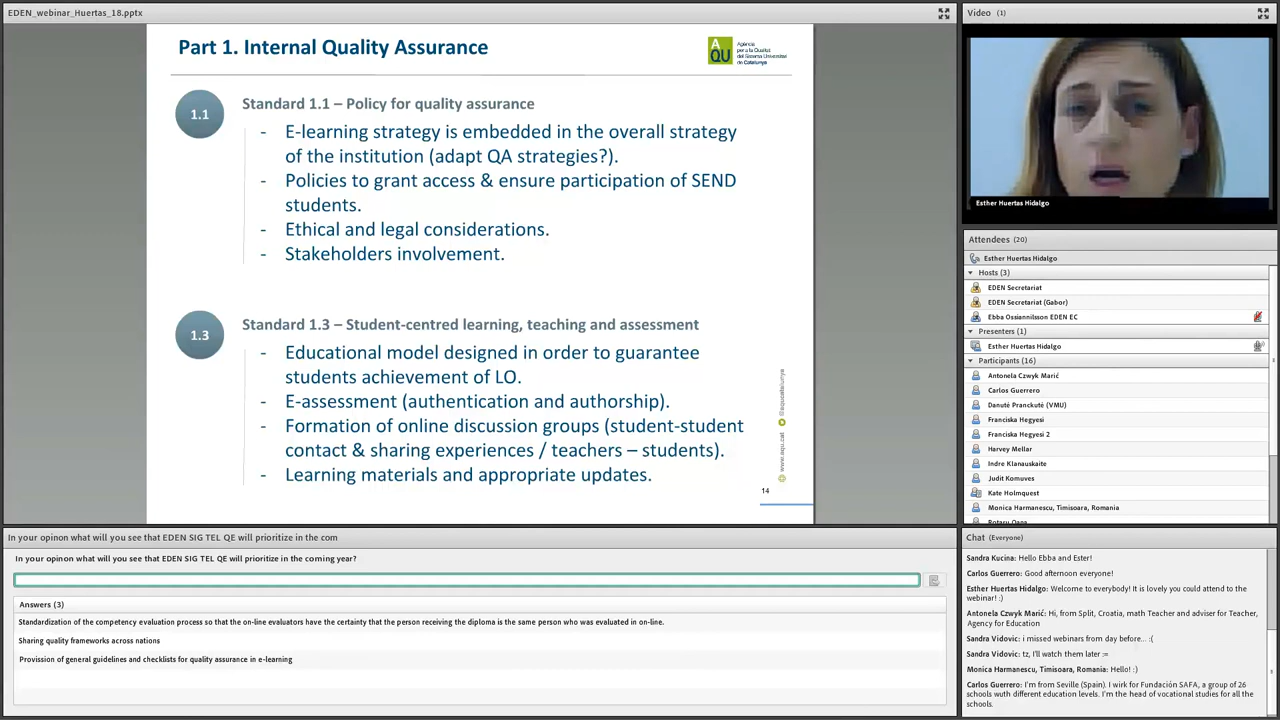 EDEN_webinar_Huertas_18.pptx
Part 1. Internal Quality Assurance
AQU
Agència
per a la Qualitat
del Sistema Universitari
de Catalunya
1.1
Standard 1.1 – Policy for quality assurance
- E-learning strategy is embedded in the overall strategy
of the institution (adapt QA strategies?).
- Policies to grant access & ensure participation of SEND
students.
- Ethical and legal considerations.
- Stakeholders involvement.
1.3
Standard 1.3 – Student-centred learning, teaching and assessment
- Educational model designed in order to guarantee
students achievement of LO.
- E-assessment (authentication and authorship).
- Formation of online discussion groups (student-student
contact & sharing experiences / teachers – students).
- Learning materials and appropriate updates.
www.aqu.cat @aqucatalunya
14
Video (1)
Esther Huertas Hidalgo
Attendees (20)
Esther Huertas Hidalgo
Hosts (3)
EDEN Secretariat
EDEN Secretariat (Gabor)
Ebba Ossiannilsson EDEN EC
Presenters (1)
Esther Huertas Hidalgo
Participants (16)
Antonela Czwyk Marić
Carlos Guerrero
Danutė Pranckutė (VMU)
Franciska Hegyesi
Franciska Hegyesi 2
Harvey Mellar
Indre Klanauskaite
Judit Komuves
Kate Holmquest
Monica Harmanescu, Timisoara, Romania
In your opinon what will you see that EDEN SIG TEL QE will prioritize in the com
In your opinon what will you see that EDEN SIG TEL QE will prioritize in the coming year?
Answers (3)
Standardization of the competency evaluation process so that the on-line evaluators have the certainty that the person receiving the diploma is the same person who was evaluated in on-line.
Sharing quality frameworks across nations
Provission of general guidelines and checklists for quality assurance in e-learning
Chat (Everyone)
Sandra Kucina: Hello Ebba and Ester!
Carlos Guerrero: Good afternoon everyone!
Esther Huertas Hidalgo: Welcome to everybody! It is lovely you could attend to the
webinar! :)
Antonela Czwyk Marić: Hi, from Split, Croatia, math Teacher and adviser for Teacher,
Agency for Education
Sandra Vidovic: i missed webinars from day before... :(
Sandra Vidovic: tz, I'll watch them later :=
Monica Harmanescu, Timisoara, Romania: Hello! :)
Carlos Guerrero: I'm from Seville (Spain). I wirk for Fundación SAFA, a group of 26
schools wuth different education levels. I'm the head of vocational studies for all the
schools.